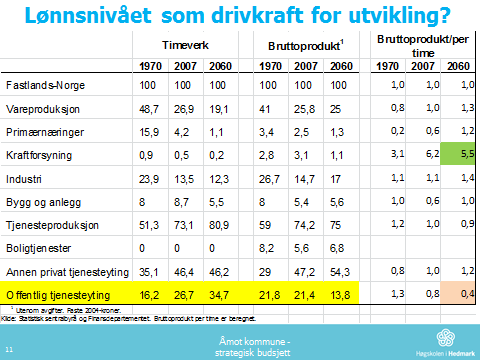 Lønnsnivået som drivkraft for utvikling?
Timeverk Bruttoprodukt1 Bruttoprodukt/per time
1970 2007 2060 1970 2007 2060 1970 2007 2060
Fastlands-Norge 100 100 100 100 100 100 1,0 1,0 1,0
Vareproduksjon 48,7 26,9 19,1 41 25,8 25 0,8 1,0 1,3
Primærnæringer 15,9 4,2 1,1 3,4 2,5 1,3 0,2 0,6 1,2
Kraftforsyning 0,9 0,5 0,2 2,8 3,1 1,1 3,1 6,2 5,5
Industri 23,9 13,5 12,3 26,7 14,7 17 1,1 1,1 1,4
Bygg og anlegg 8 8,7 5,5 8 5,4 5,6 1,0 0,6 1,0
Tjenesteproduksjon 51,3 73,1 80,9 59 74,2 75 1,2 1,0 0,9
Boligtjenester 0 0 0 8,2 5,6 6,8
Annen privat tjenesteyting 35,1 46,4 46,2 29 47,2 54,3 0,8 1,0 1,2
Offentlig tjenesteyting 16,2 26,7 34,7 21,8 21,4 13,8 1,3 0,8 0,4
1 Utenom avgifter. Faste 2004-kroner.
Kilde: Statistisk sentralbyrå og Finansdepartementet. Bruttoprodukt per time er beregnet.
11
Åmot kommune -
strategisk budsjett
Høgskolen i Hedmark